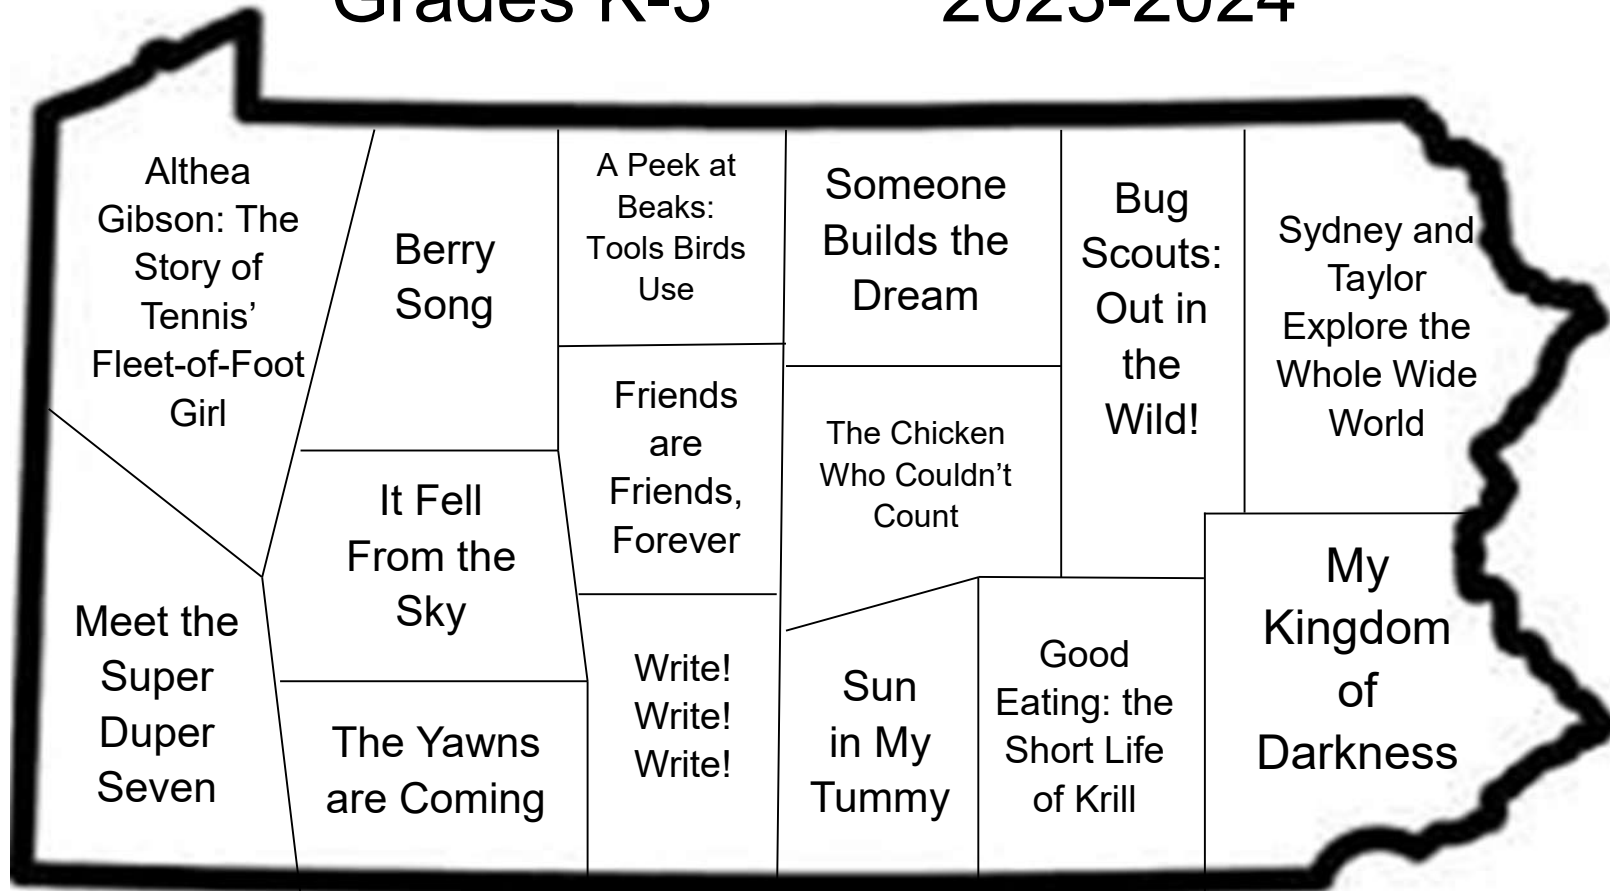 Grades K-3 2023-2024
Althea
Gibson: The
Story of
Tennis’
Fleet-of-Foot
Girl
Berry
Song
A Peek at
Beaks:
Tools Birds
Use
Someone
Builds the
Dream
Bug
Scouts:
Out in
the
Wild!
Sydney and
Taylor
Explore the
Whole Wide
World
Friends
are
Friends,
Forever
The Chicken
Who Couldn’t
Count
It Fell
From the
Sky
My
Kingdom
of
Darkness
Meet the
Super
Duper
Seven
The Yawns
are Coming
Write!
Write!
Write!
Sun
in My
Tummy
Good
Eating: the
Short Life
of Krill